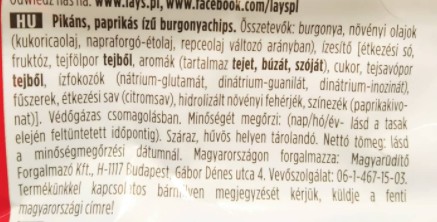 www.lays.pl, www.facebook.com/layspl
HU Pikáns, paprikás ízű burgonyachips. Összetevők: burgonya, növényi olajok
(kukoricaolaj, napraforgó-étolaj, repceolaj változó arányban), ízesítő [étkezési só,
fruktóz, tejfölpor tejből, aromák (tartalmaz tejet, búzát, szóját), cukor, tejsavópor
tejből, ízfokozók (nátrium-glutamát, dinátrium-guanilát, dinátrium-inozinát),
fűszerek, étkezési sav (citromsav), hidrolizált növényi fehérjék, színezék (paprikakivo-
nat)]. Védőgázas csomagolásban. Minőségét megőrzi: (nap/hó/év- lásd a tasak
elején feltüntetett időpontig). Száraz, hűvös helyen tárolandó. Nettó tömeg: lásd
a minőségmegőrzési dátumnál. Magyarországon forgalmazza: Magyarüdítő
Forgalmazó Kft., H-1117 Budapest, Gábor Dénes utca 4. Vevőszolgálat: 06-1-467-15-03.
Termékünkkel kapcsolatos bármilyen megjegyzését kérjük, küldje a fenti
magyarországi címre!